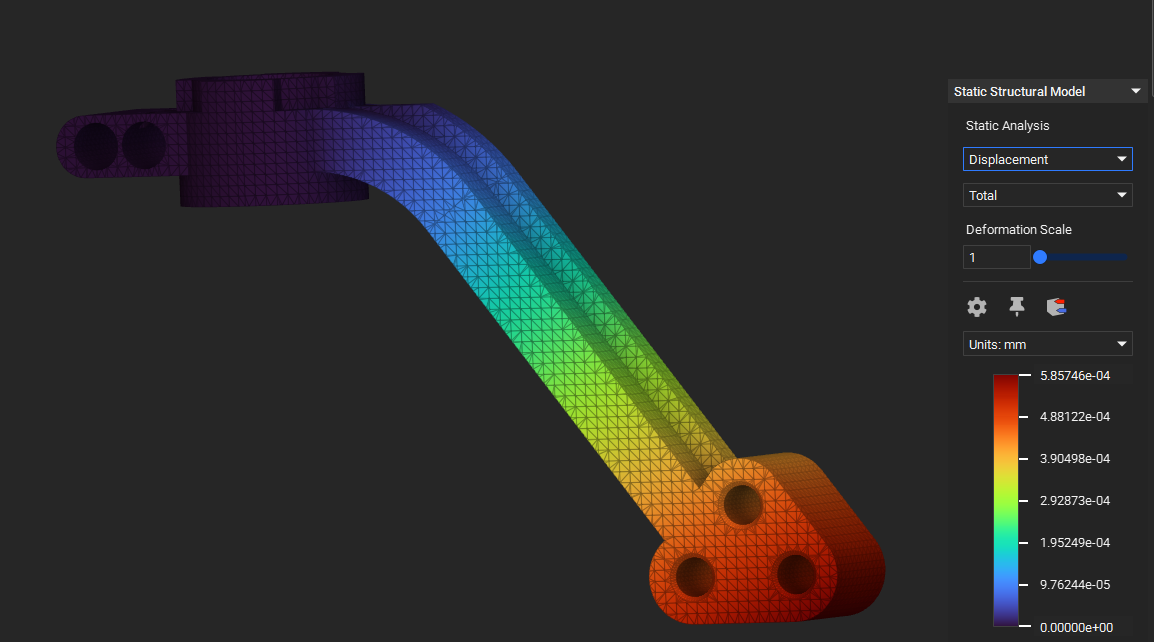 Static Structural Model
Static Analysis
Displacement
Total
Deformation Scale
1
Units: mm
5.85746e-04
4.88122e-04
3.90498e-04
2.92873e-04
1.95249e-04
9.76244e-05
0.00000e+00